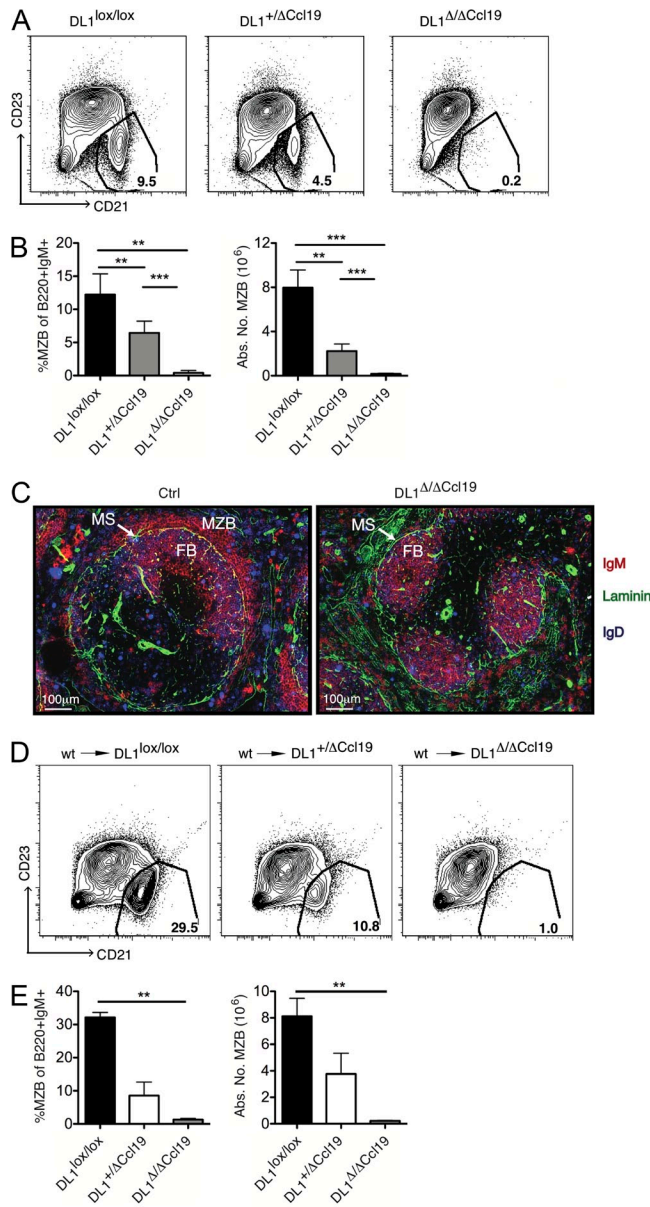 A
DL1lox/lox
DL1+/ΔCcl19
DL1Δ/ΔCcl19
CD23
CD21
9.5
4.5
0.2
B
%MZB of B220+IgM+
20
15
10
5
0
**
**
***
DL1lox/lox
DL1+/ΔCcl19
DL1Δ/ΔCcl19
Abs. No. MZB (10^6)
12
8
4
0
***
**
***
DL1lox/lox
DL1+/ΔCcl19
DL1Δ/ΔCcl19
C
Ctrl
DL1Δ/ΔCcl19
MS
MZB
FB
100μm
MS
FB
100μm
IgM
Laminin
IgD
D
wt → DL1lox/lox
wt → DL1+/ΔCcl19
wt → DL1Δ/ΔCcl19
CD23
CD21
29.5
10.8
1.0
E
%MZB of B220+IgM+
40
30
20
10
0
**
DL1lox/lox
DL1+/ΔCcl19
DL1Δ/ΔCcl19
Abs. No. MZB (10^6)
10
8
6
4
2
0
**
DL1lox/lox
DL1+/ΔCcl19
DL1Δ/ΔCcl19